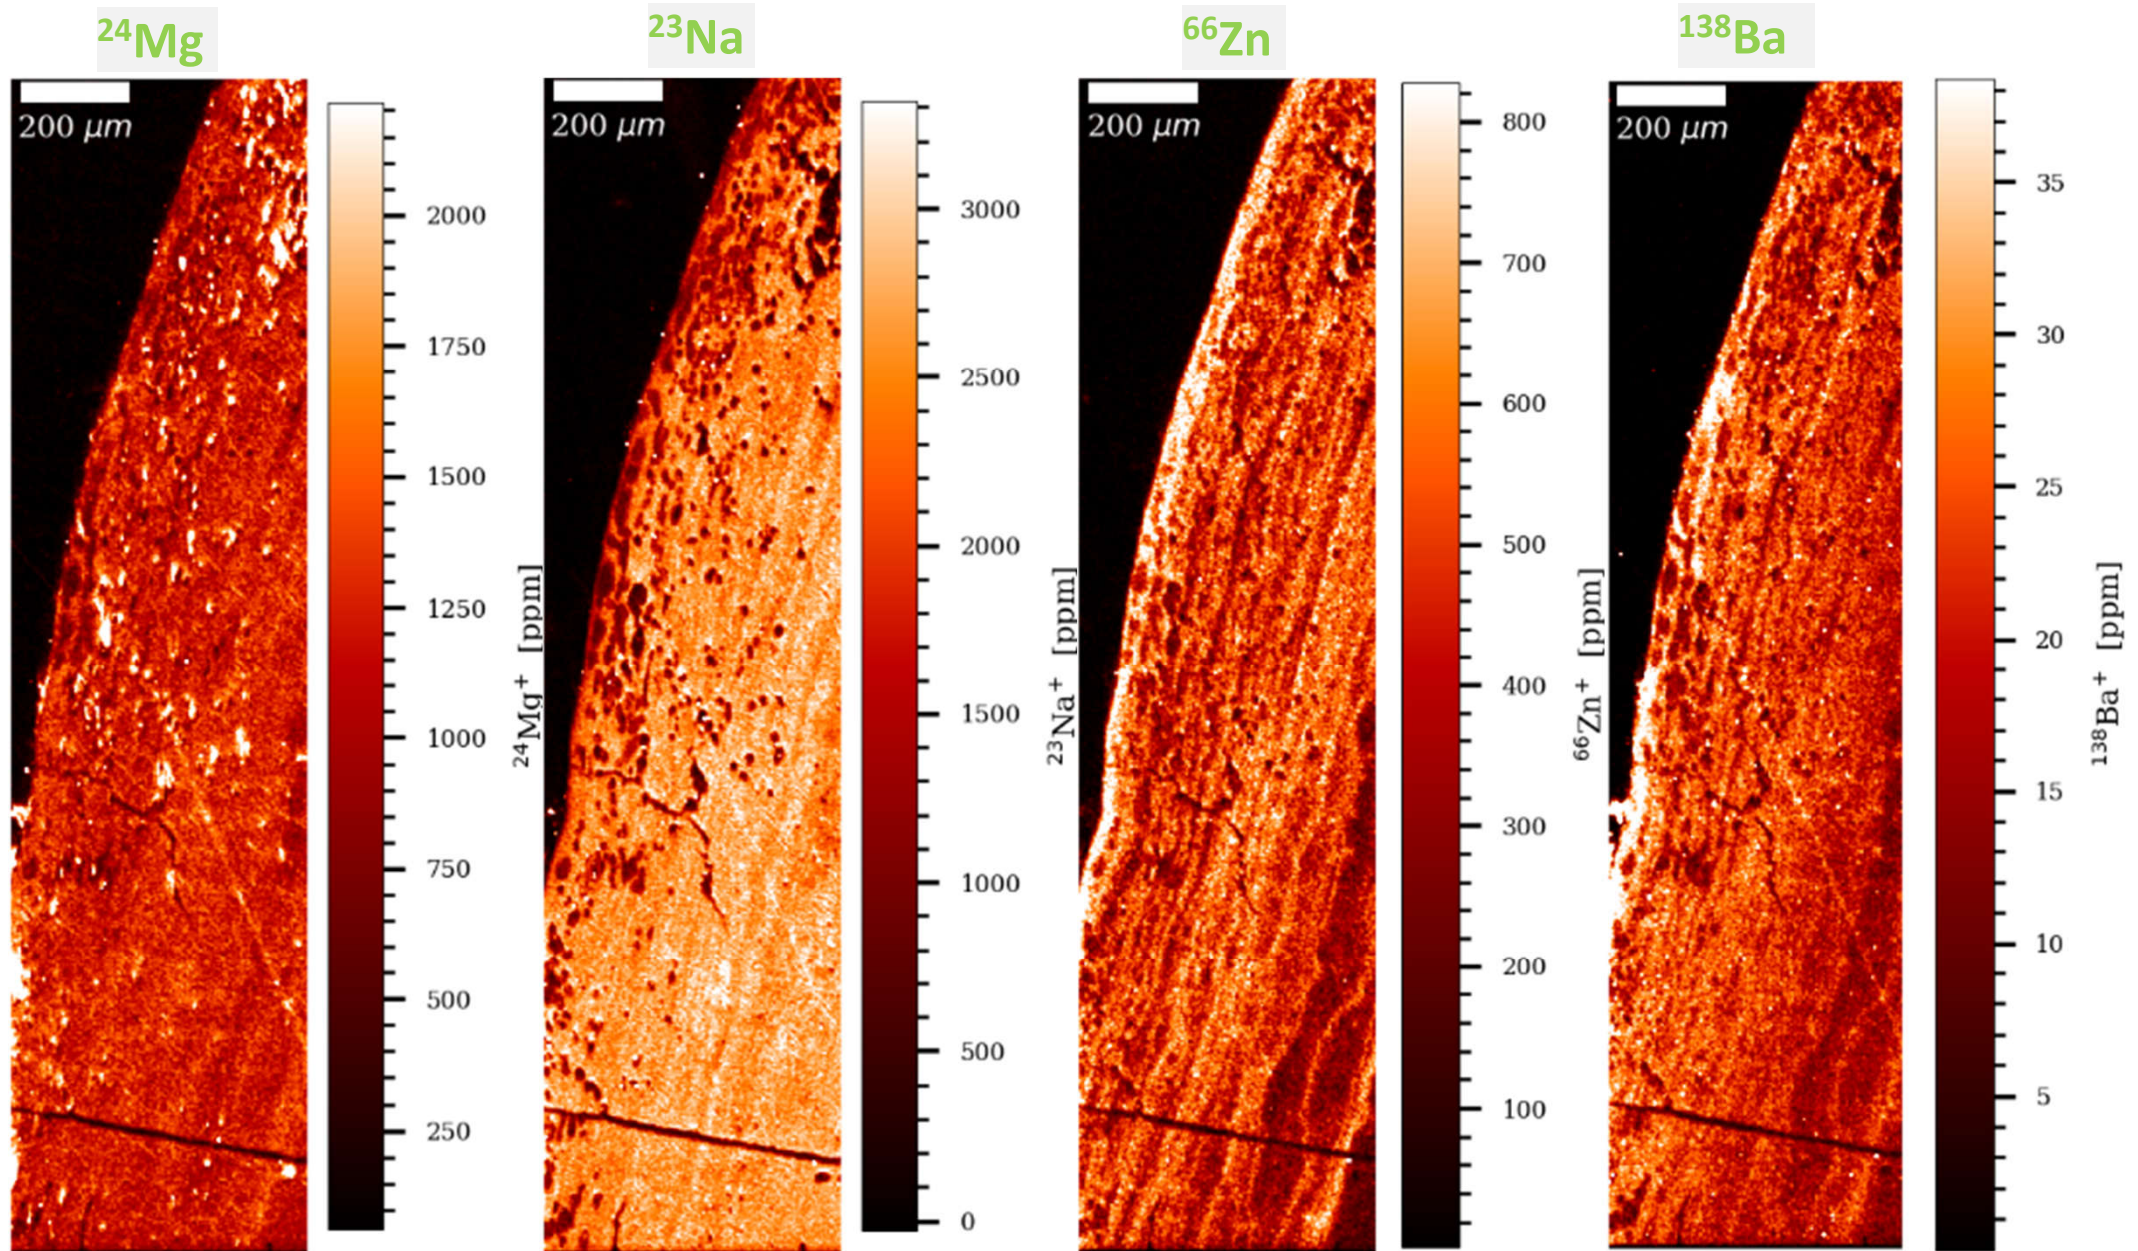 ²⁴Mg
²³Na
⁶⁶Zn
¹³⁸Ba
200 μm
2000
1750
1500
1250
1000
750
500
250
²⁴Mg⁺ [ppm]
200 μm
3000
2500
2000
1500
1000
500
0
²³Na⁺ [ppm]
200 μm
800
700
600
500
400
300
200
100
⁶⁶Zn⁺ [ppm]
200 μm
35
30
25
20
15
10
5
¹³⁸Ba⁺ [ppm]